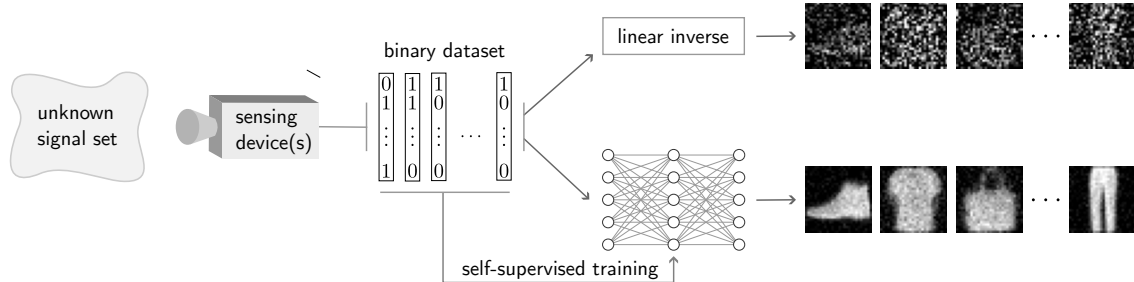 linear inverse
binary dataset
unknown
signal set
sensing
device(s)
0 1 1 1
1 1 0 0
⋮ ⋮ ⋮ ... ⋮
1 0 0 0
...
...
self-supervised training